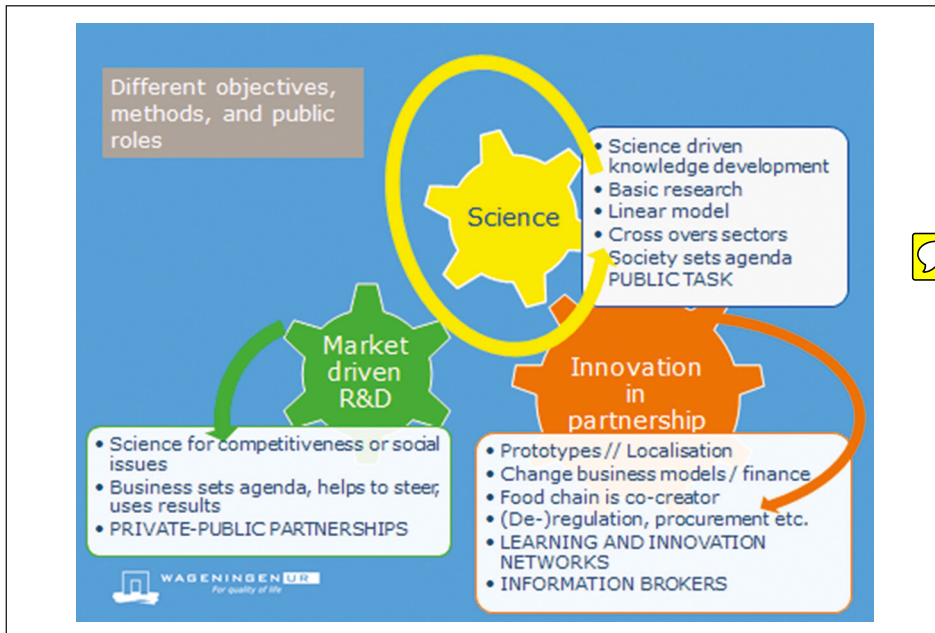 Different objectives,
methods, and public
roles
Science
• Science driven
knowledge development
• Basic research
• Linear model
• Cross overs sectors
• Society sets agenda
PUBLIC TASK
Market
driven
R&D
• Science for competitiveness or social
issues
• Business sets agenda, helps to steer,
uses results
• PRIVATE-PUBLIC PARTNERSHIPS
Innovation
in
partnership
• Prototypes // Localisation
• Change business models / finance
• Food chain is co-creator
• (De-)regulation, procurement etc.
• LEARNING AND INNOVATION
NETWORKS
• INFORMATION BROKERS
WAGENINGEN UR
For quality of life